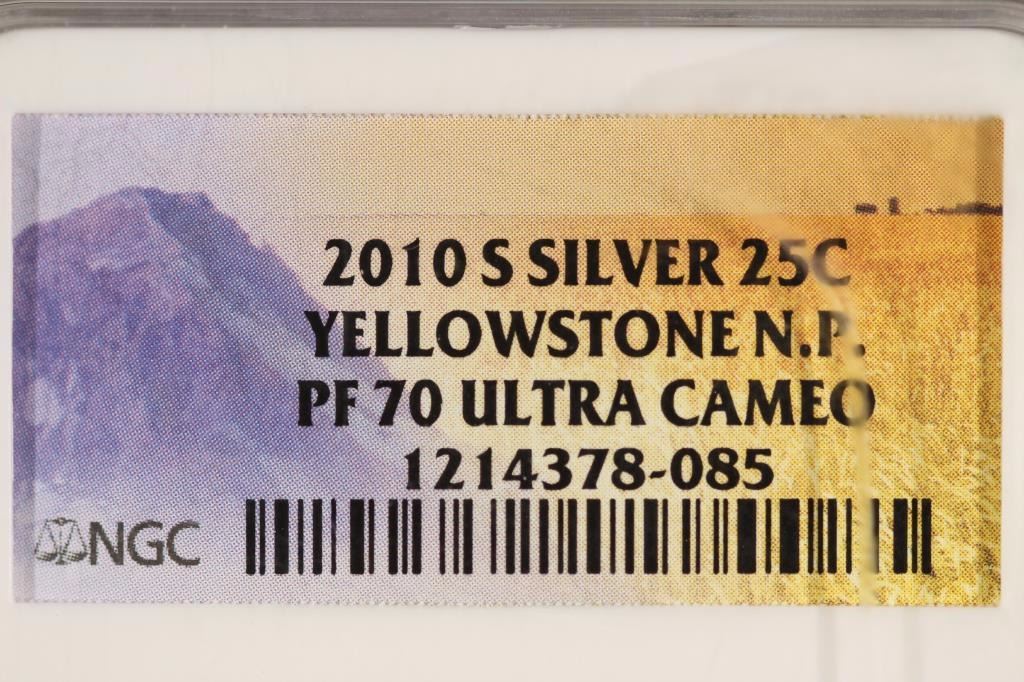 2010 S SILVER 25C
YELLOWSTONE N.P.
PF 70 ULTRA CAMEO
1214378-085
NGC